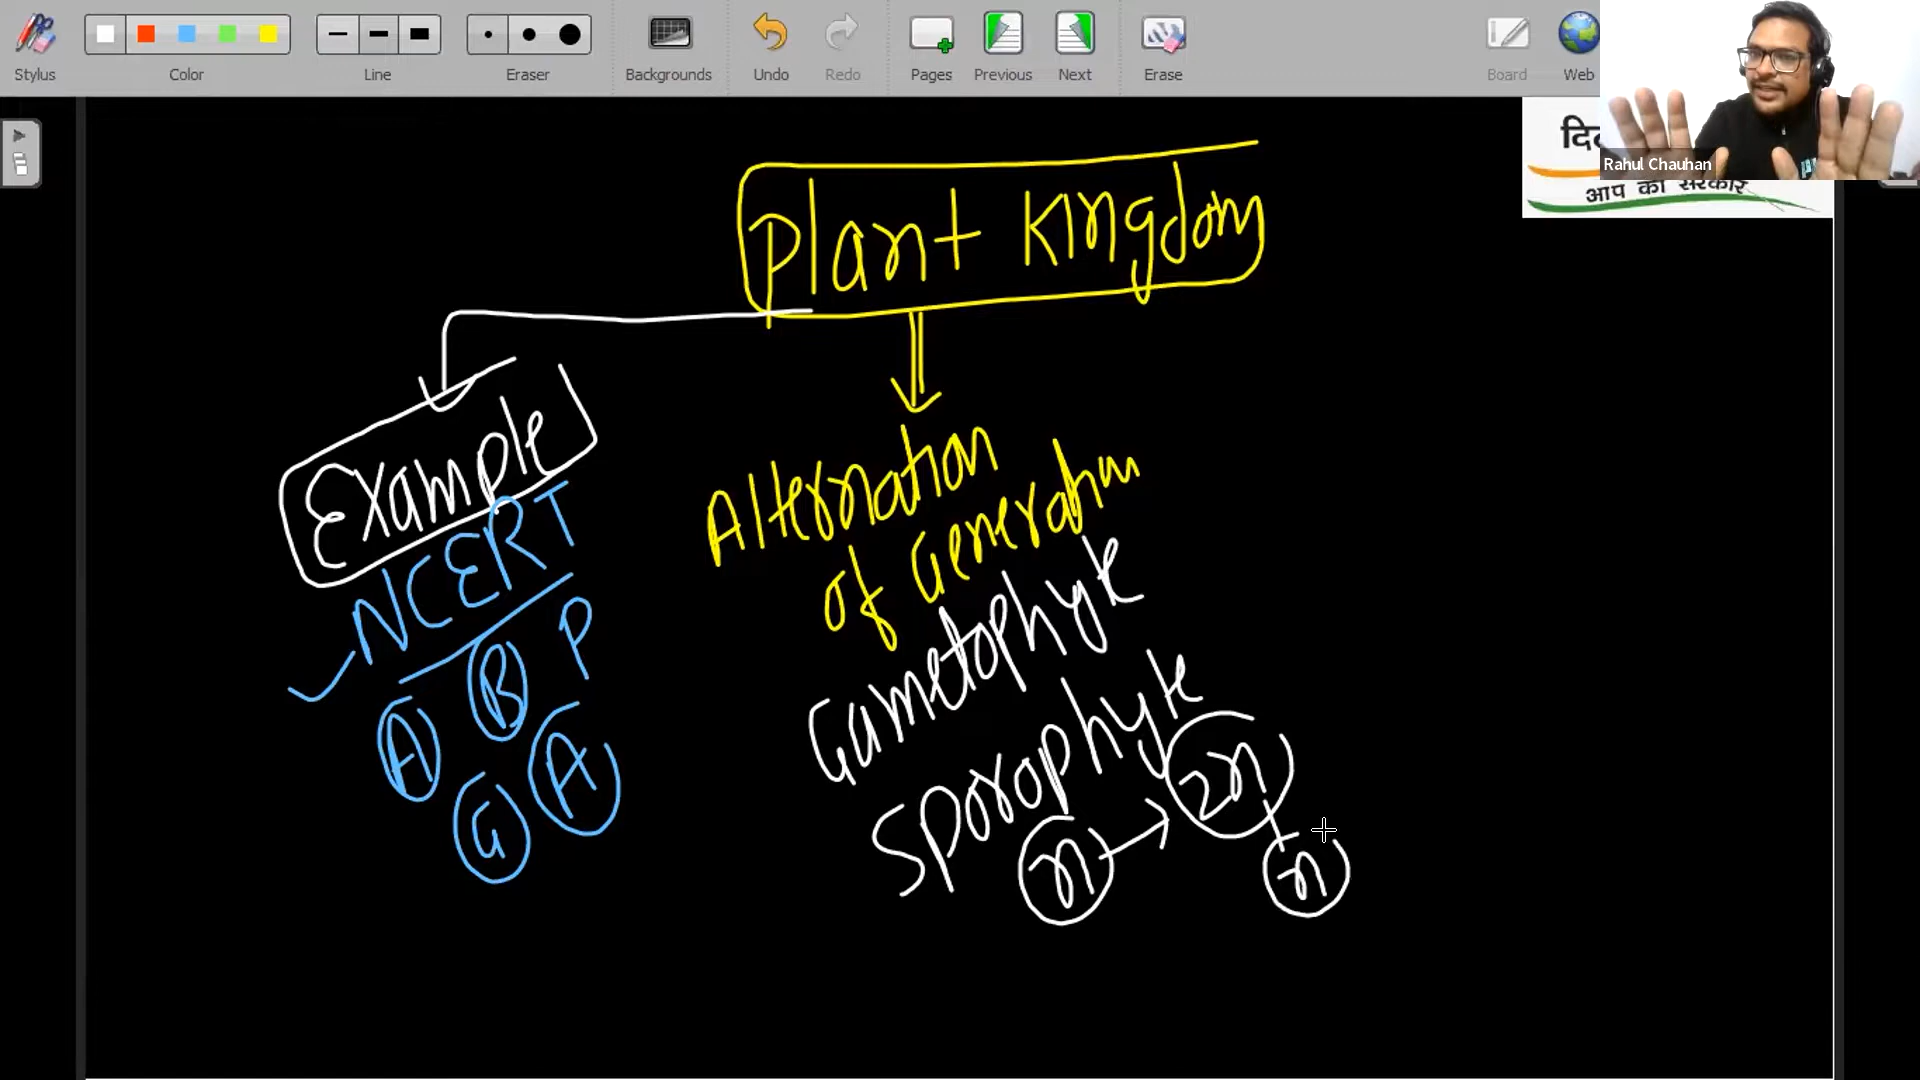 Stylus
Color
Line
Eraser
Backgrounds
Undo
Redo
Pages
Previous
Next
Erase
Board
Web
Rahul Chauhan
आप की सरकार
Plant Kingdom
Example
NCERT
A B P
G A
Alternation
of Generation
Gametophyte
Sporophyte
n → 2n
n